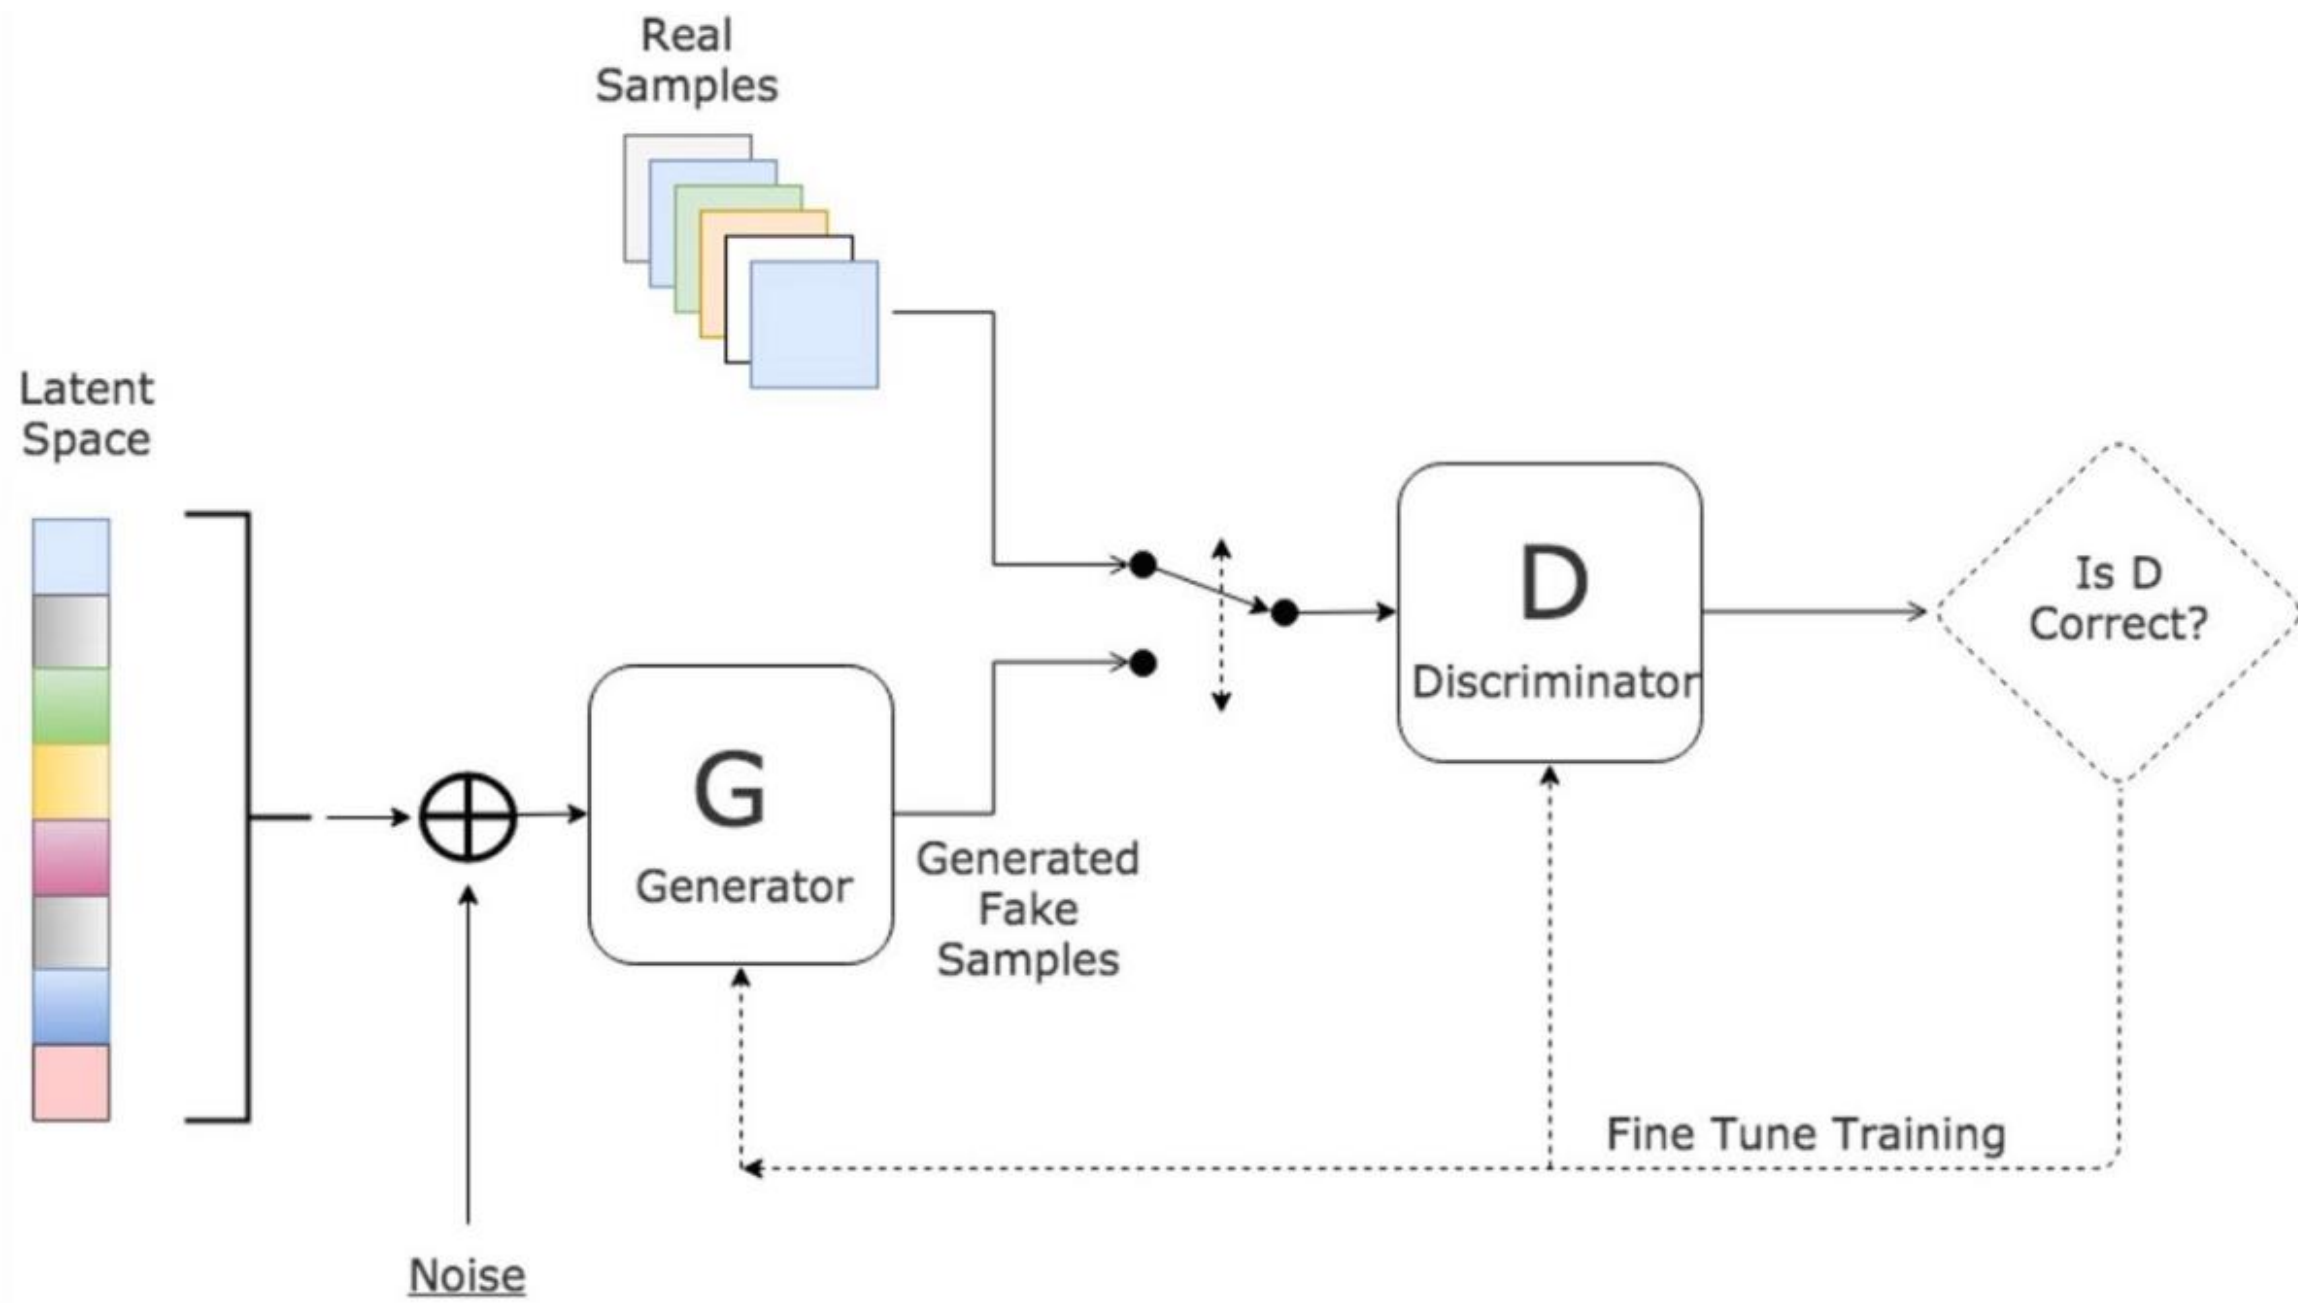 Real
Samples
Latent
Space
Is D
Correct?
D
Discriminator
G
Generator
Generated
Fake
Samples
Fine Tune Training
Noise